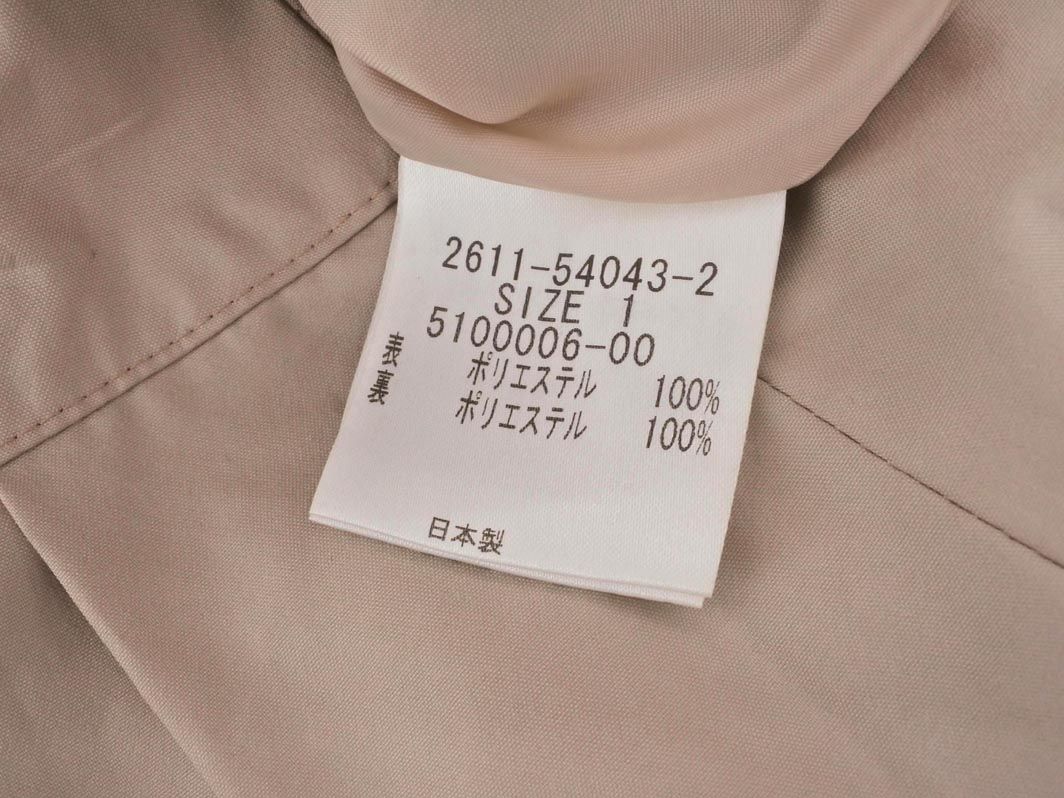 2611-54043-2
SIZE 1
5100006-00
表 ポリエステル 100%
裏 ポリエステル 100%
日本製